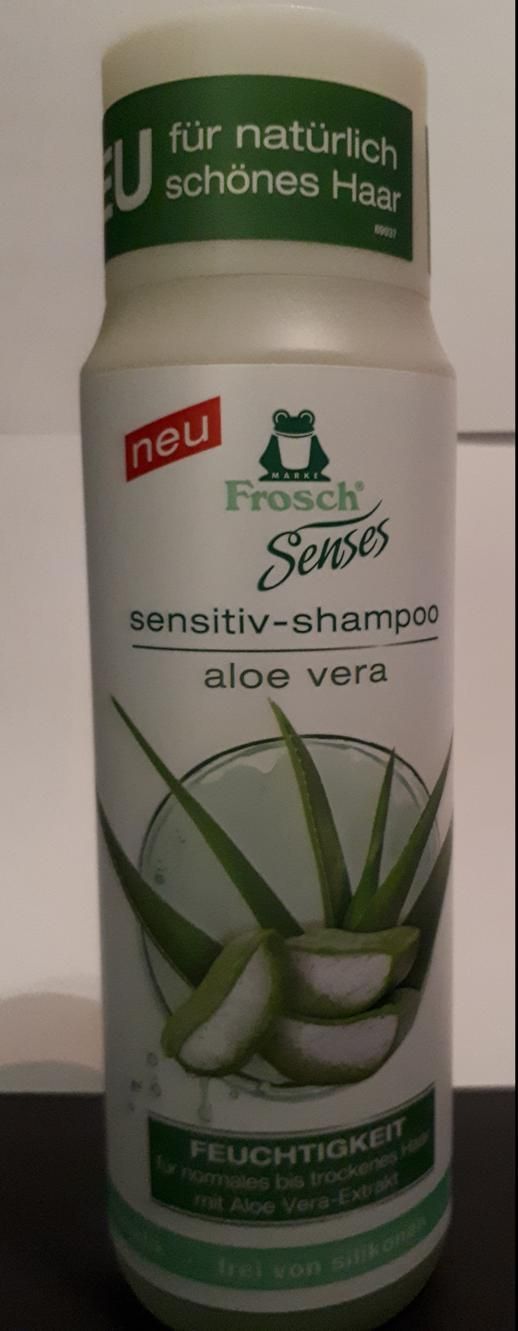 für natürlich
schönes Haar
neu
MARKE
Frosch®
Senses
sensitiv-shampoo
aloe vera
FEUCHTIGKEIT
für normales bis trockenes Haar
mit Aloe Vera-Extrakt
frei von silikonen